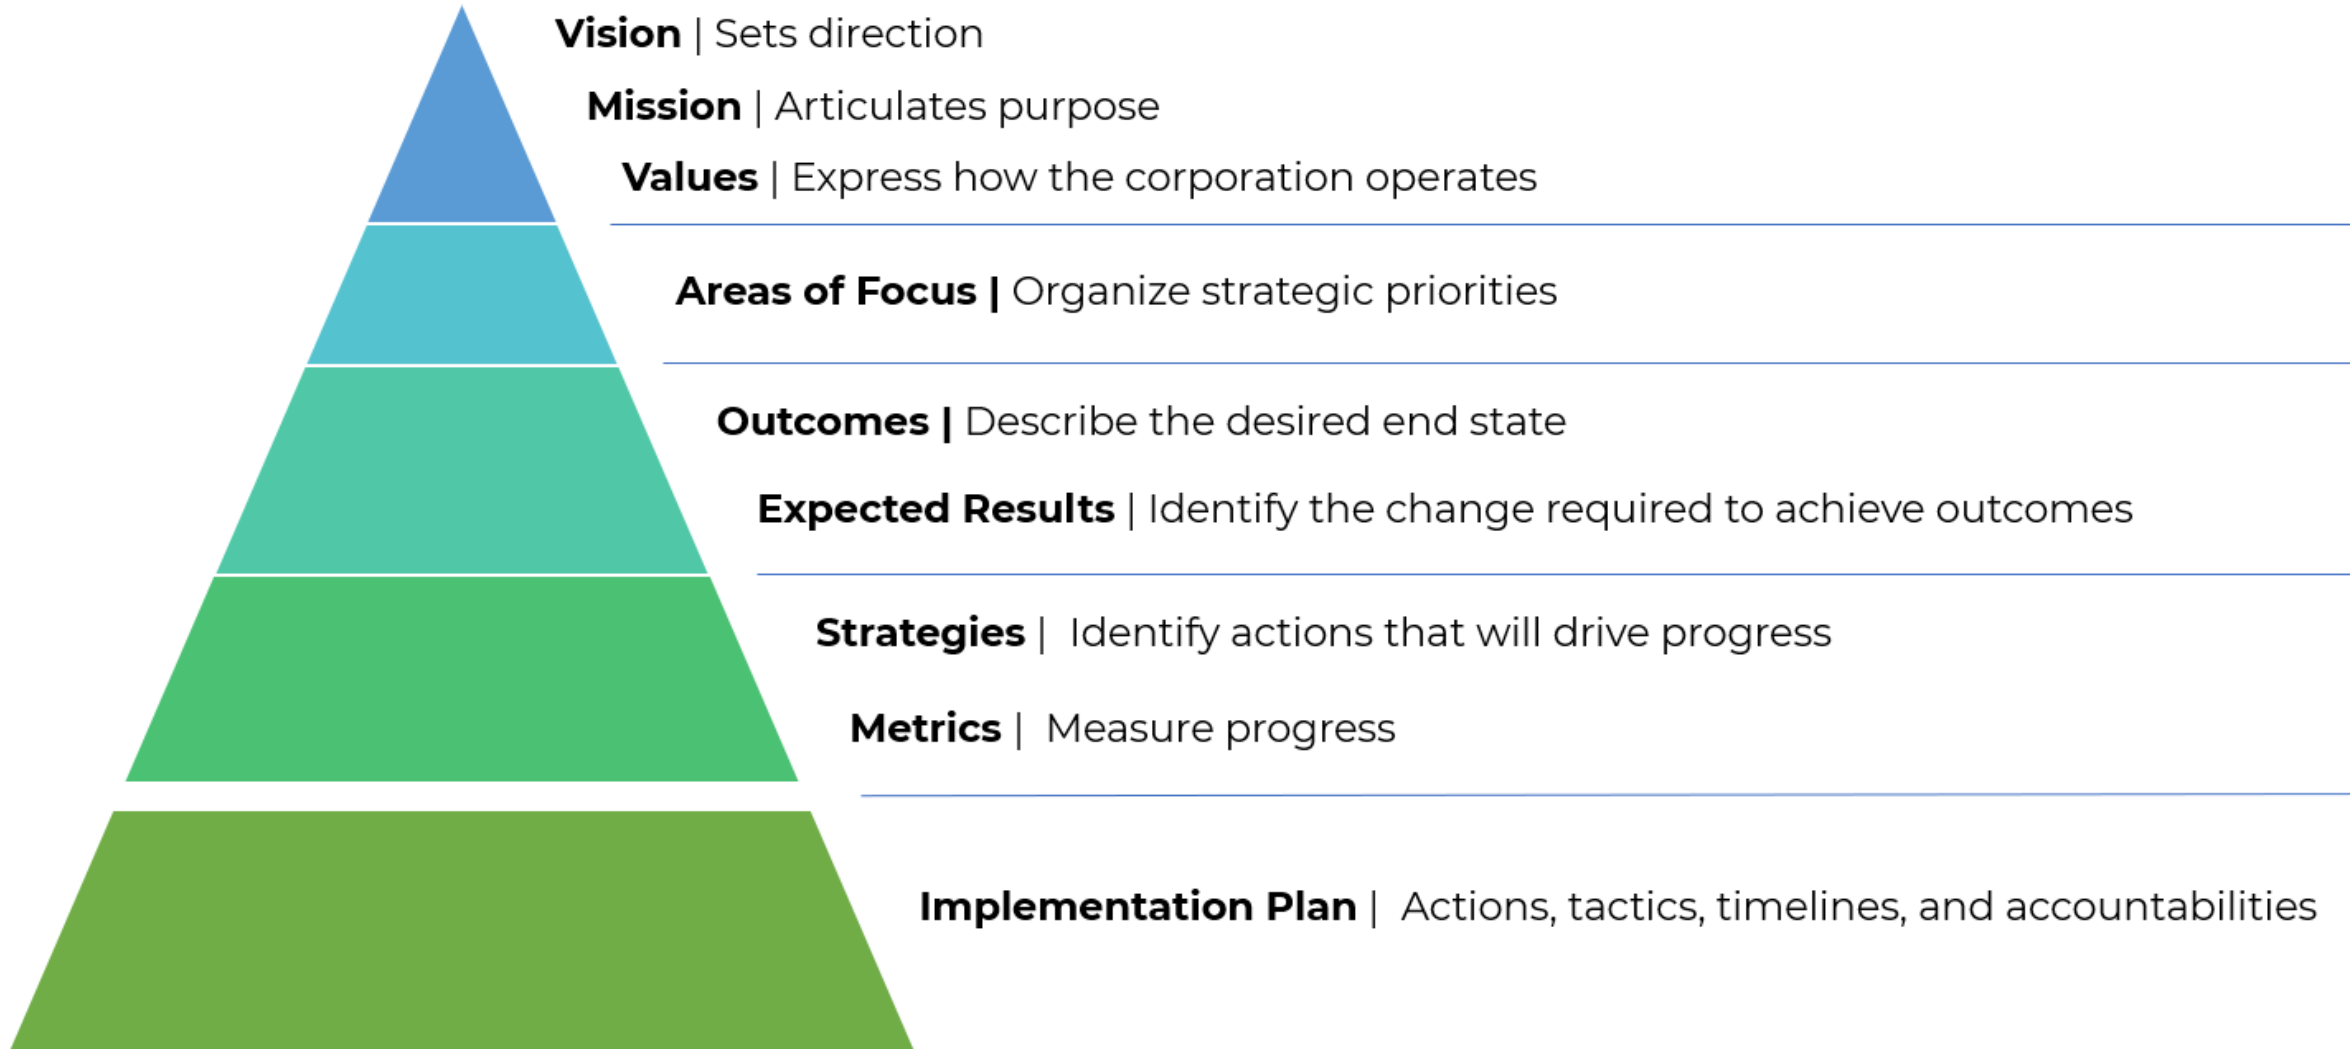 Vision | Sets direction
Mission | Articulates purpose
Values | Express how the corporation operates
Areas of Focus | Organize strategic priorities
Outcomes | Describe the desired end state
Expected Results | Identify the change required to achieve outcomes
Strategies | Identify actions that will drive progress
Metrics | Measure progress
Implementation Plan | Actions, tactics, timelines, and accountabilities